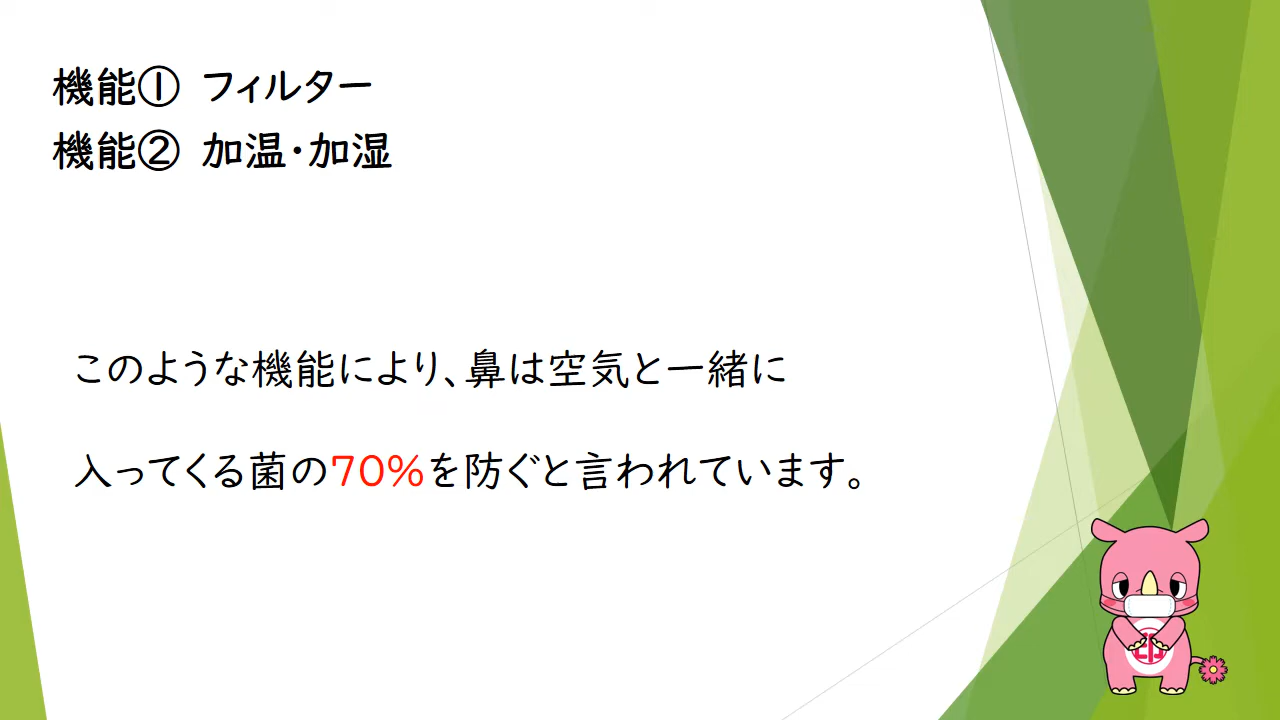 機能① フィルター
機能② 加温・加湿
このような機能により、鼻は空気と一緒に
入ってくる菌の70%を防ぐと言われています。